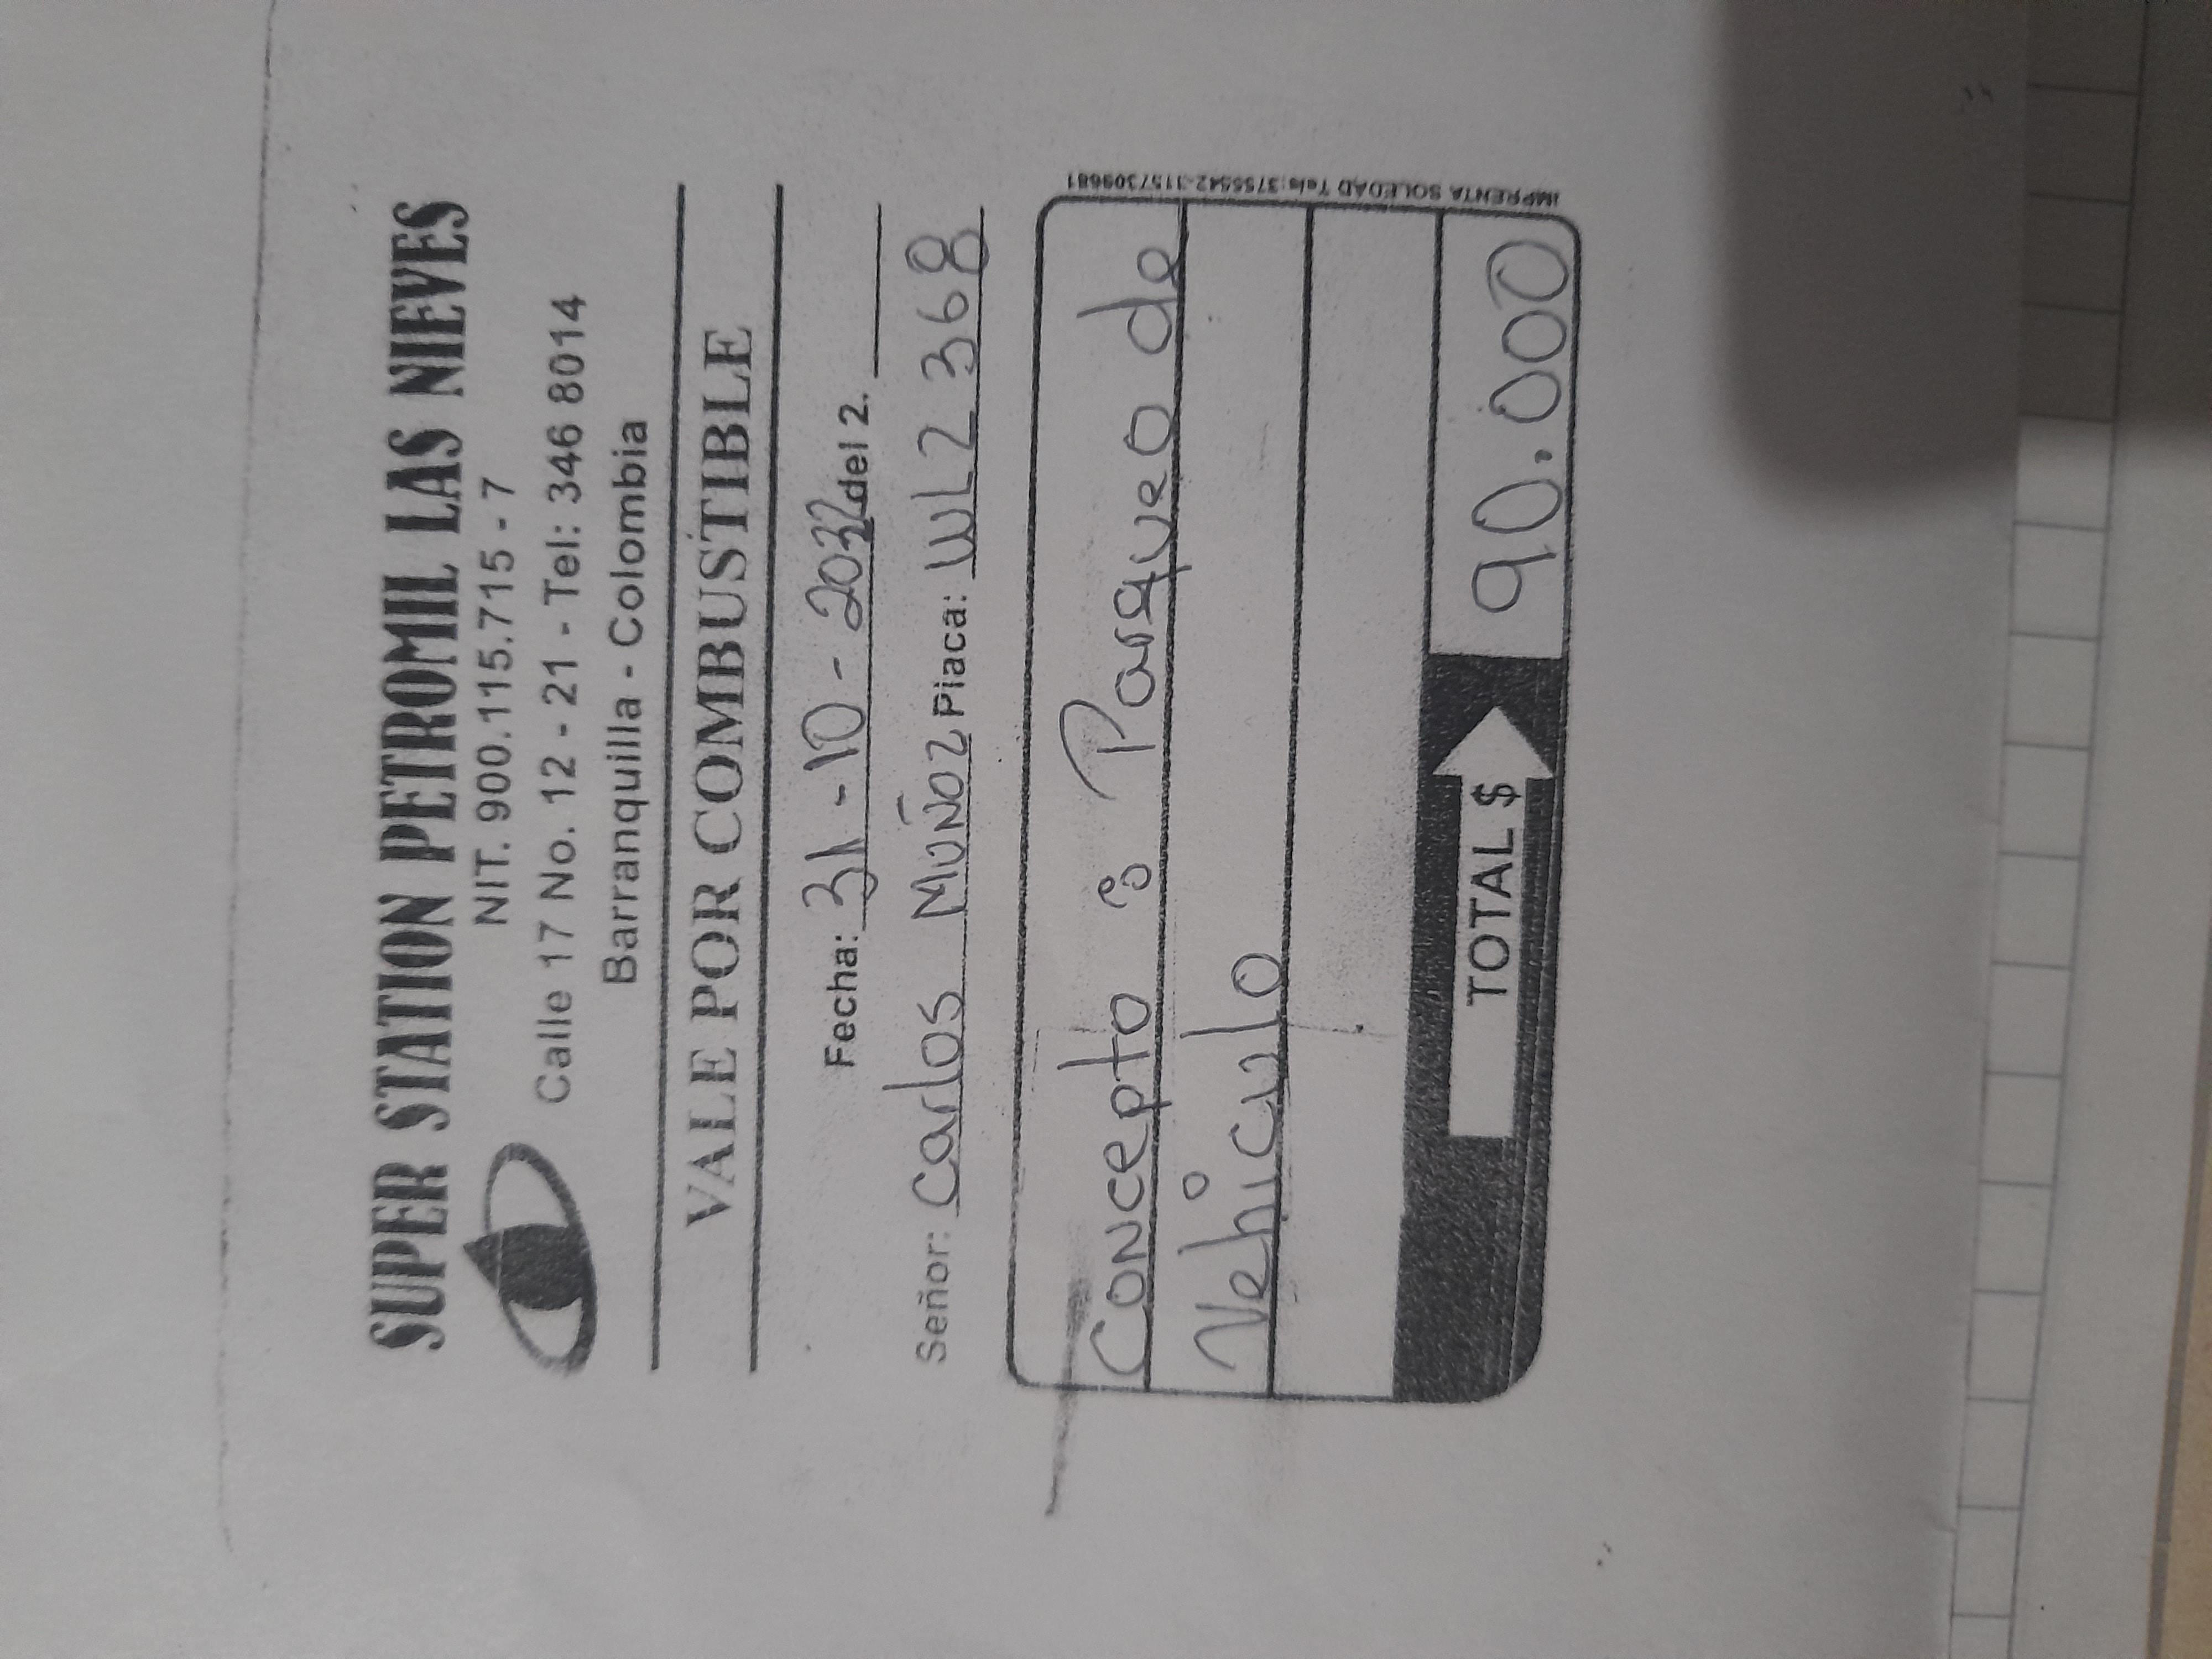 SUPER STATION PETROMIL LAS NIEVES
NIT. 900.115.715 - 7
Calle 17 No. 12 - 21 - Tel: 346 8014
Barranquilla - Colombia
VALE POR COMBUSTIBLE
Fecha: 31-10-2032 del 2.
Señor: Carlos Muñoz Placa: WLZ 368
Concepto: Parqueo de
Vehiculo
TOTAL $ 90.000
IMPRENTA SOLEDAD Tels: 3755542-3157309681